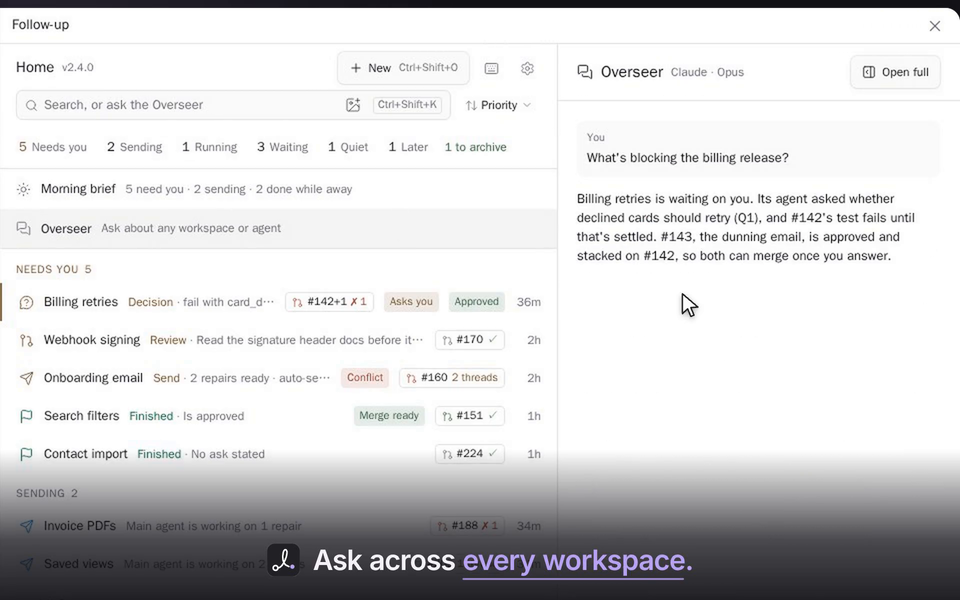 Follow-up
Home v2.4.0
New Ctrl+Shift+O
Search, or ask the Overseer Ctrl+Shift+K
Priority
5 Needs you 2 Sending 1 Running 3 Waiting 1 Quiet 1 Later 1 to archive
Morning brief 5 need you · 2 sending · 2 done while away
Overseer Ask about any workspace or agent
NEEDS YOU 5
Billing retries Decision · fail with card_d··· #142+1 ✗ 1 Asks you Approved 36m
Webhook signing Review · Read the signature header docs before it··· #170 ✓ 2h
Onboarding email Send · 2 repairs ready · auto-se··· Conflict #160 2 threads 2h
Search filters Finished · Is approved Merge ready #151 ✓ 1h
Contact import Finished · No ask stated #224 ✓ 1h
SENDING 2
Invoice PDFs Main agent is working on 1 repair #188 ✗ 1 34m
Saved views Main agent is working on 2
Overseer Claude · Opus
Open full
You
What's blocking the billing release?
Billing retries is waiting on you. Its agent asked whether
declined cards should retry (Q1), and #142's test fails until
that's settled. #143, the dunning email, is approved and
stacked on #142, so both can merge once you answer.
Ask across every workspace.